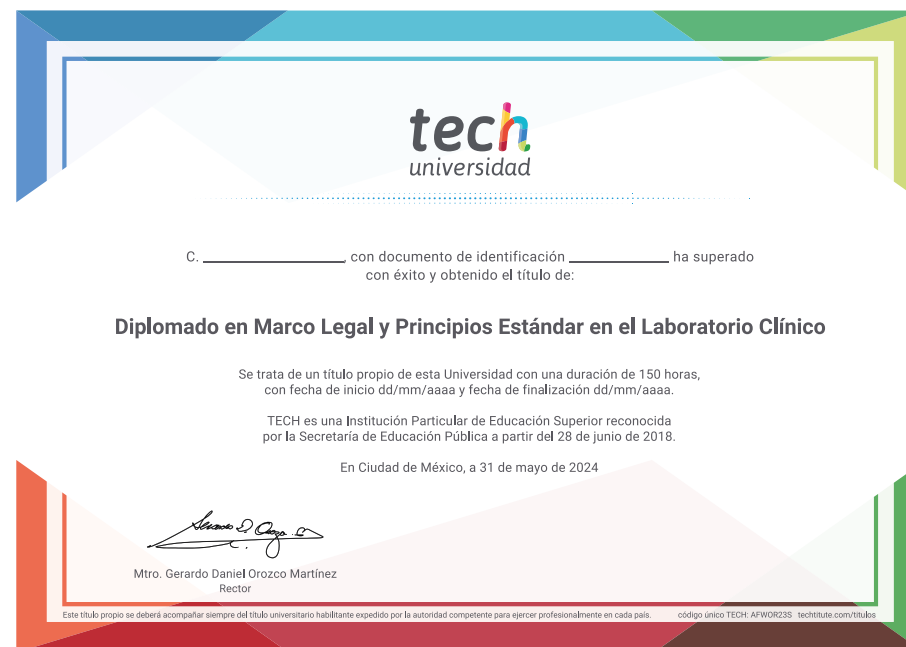 tech
universidad
C. ____________________, con documento de identificación ______________ ha superado
con éxito y obtenido el título de:
Diplomado en Marco Legal y Principios Estándar en el Laboratorio Clínico
Se trata de un título propio de esta Universidad con una duración de 150 horas,
con fecha de inicio dd/mm/aaaa y fecha de finalización dd/mm/aaaa.
TECH es una Institución Particular de Educación Superior reconocida
por la Secretaría de Educación Pública a partir del 28 de junio de 2018.
En Ciudad de México, a 31 de mayo de 2024
Mtro. Gerardo Daniel Orozco Martínez
Rector
Este título propio se deberá acompañar siempre del título universitario habilitante expedido por la autoridad competente para ejercer profesionalmente en cada país. código único TECH: AFWOR23S techtitute.com/titulos